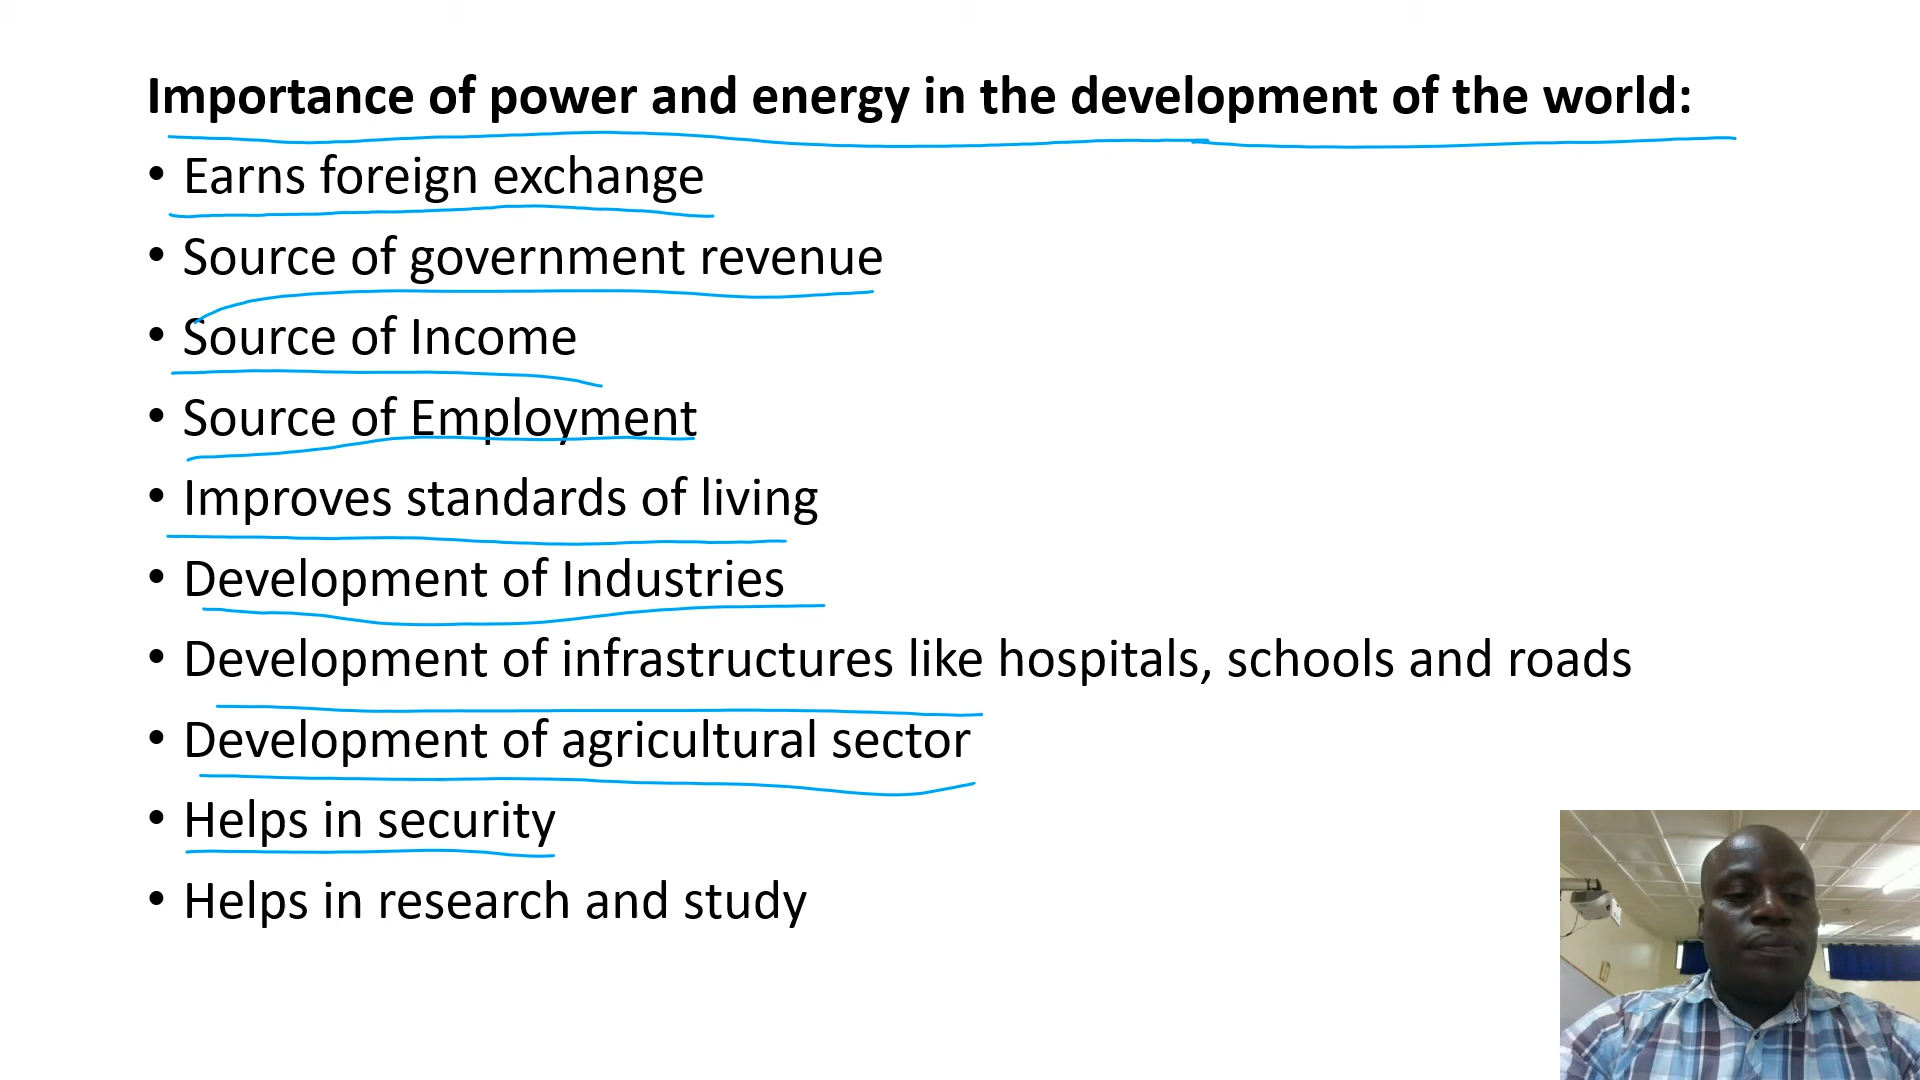 Importance of power and energy in the development of the world:
• Earns foreign exchange
• Source of government revenue
• Source of Income
• Source of Employment
• Improves standards of living
• Development of Industries
• Development of infrastructures like hospitals, schools and roads
• Development of agricultural sector
• Helps in security
• Helps in research and study